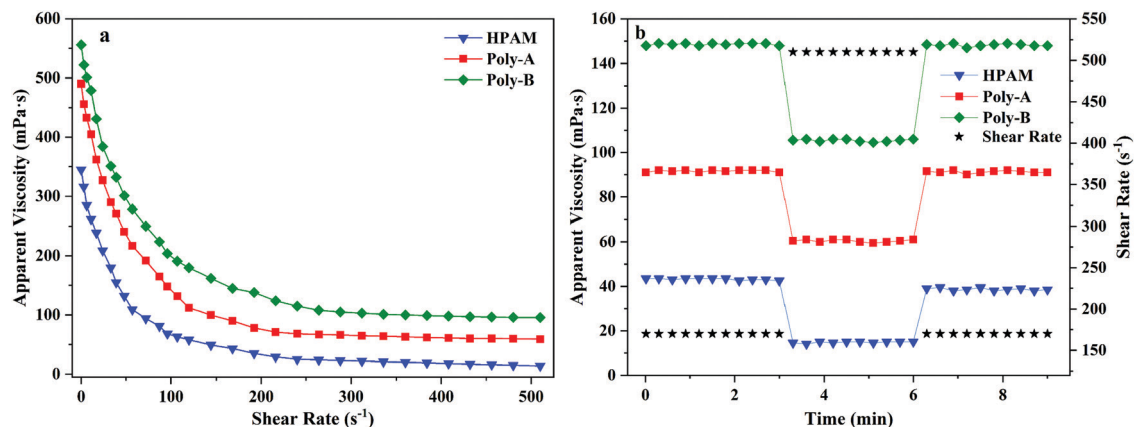 a
HPAM
Poly-A
Poly-B
600
500
400
300
200
100
0
Apparent Viscosity (mPa·s)
0
100
200
300
400
500
Shear Rate (s⁻¹)
b
HPAM
Poly-A
Poly-B
Shear Rate
160
140
120
100
80
60
40
20
0
Apparent Viscosity (mPa·s)
550
500
450
400
350
300
250
200
150
Shear Rate (s⁻¹)
0
2
4
6
8
Time (min)